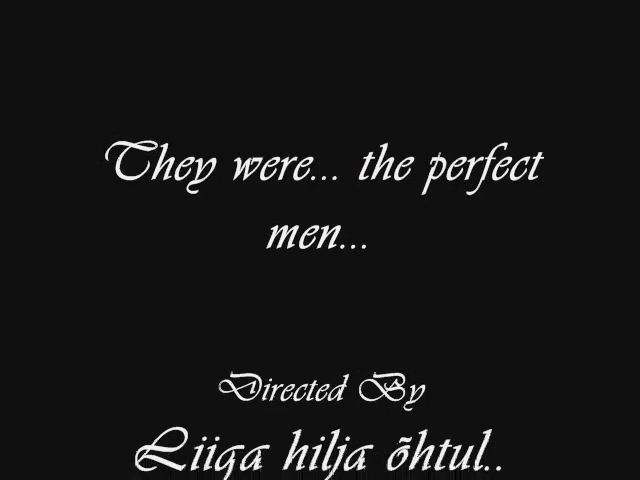 They were... the perfect
men...
Directed By
Liiga hilja õhtul..